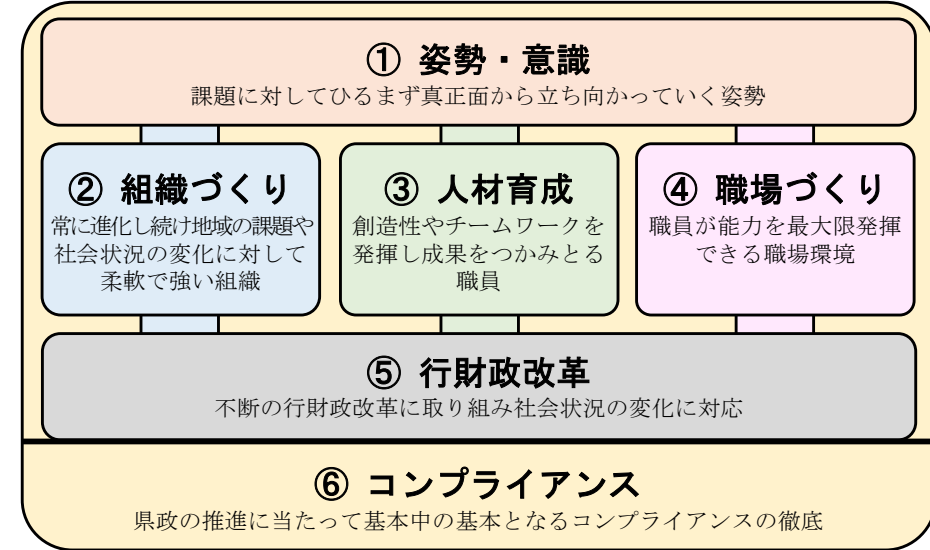 ① 姿勢・意識
課題に対してひるまず真正面から立ち向かっていく姿勢
② 組織づくり
常に進化し続け地域の課題や
社会状況の変化に対して
柔軟で強い組織
③ 人材育成
創造性やチームワークを
発揮し成果をつかみとる
職員
④ 職場づくり
職員が能力を最大限発揮
できる職場環境
⑤ 行財政改革
不断の行財政改革に取り組み社会状況の変化に対応
⑥ コンプライアンス
県政の推進に当たって基本中の基本となるコンプライアンスの徹底